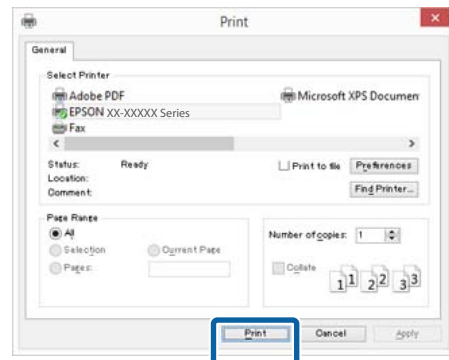 Print
General
Select Printer
Adobe PDF
Microsoft XPS Documen
EPSON XX-XXXXX Series
Fax
Status: Ready
Print to file
Preferences
Location:
Comment:
Find Printer...
Page Range
All
Selection
Current Page
Pages:
Number of copies: 1
Collate
1 1 2 2 3 3
Print
Cancel
Apply